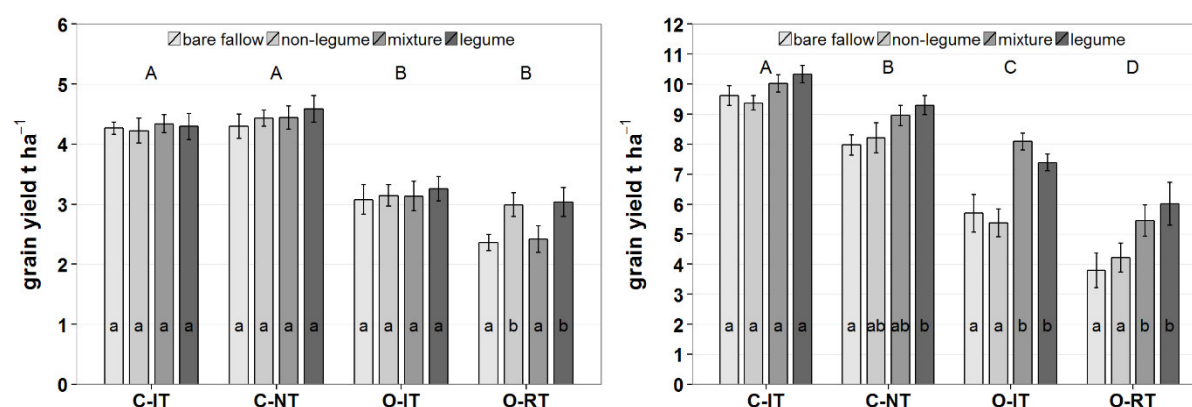 6
5
4
3
2
1
0
grain yield t ha⁻¹
bare fallow non-legume mixture legume
A A B B
a a a a a a a a a a a a a b a b
C-IT C-NT O-IT O-RT
12
11
10
9
8
7
6
5
4
3
2
1
0
grain yield t ha⁻¹
bare fallow non-legume mixture legume
A B C D
a a a a a ab ab b a a b b a a b b
C-IT C-NT O-IT O-RT